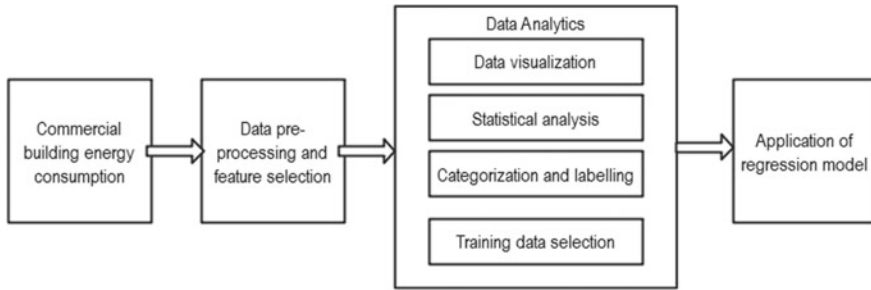 Commercial
building energy
consumption
Data pre-
processing and
feature selection
Data Analytics
Data visualization
Statistical analysis
Categorization and labelling
Training data selection
Application of
regression model